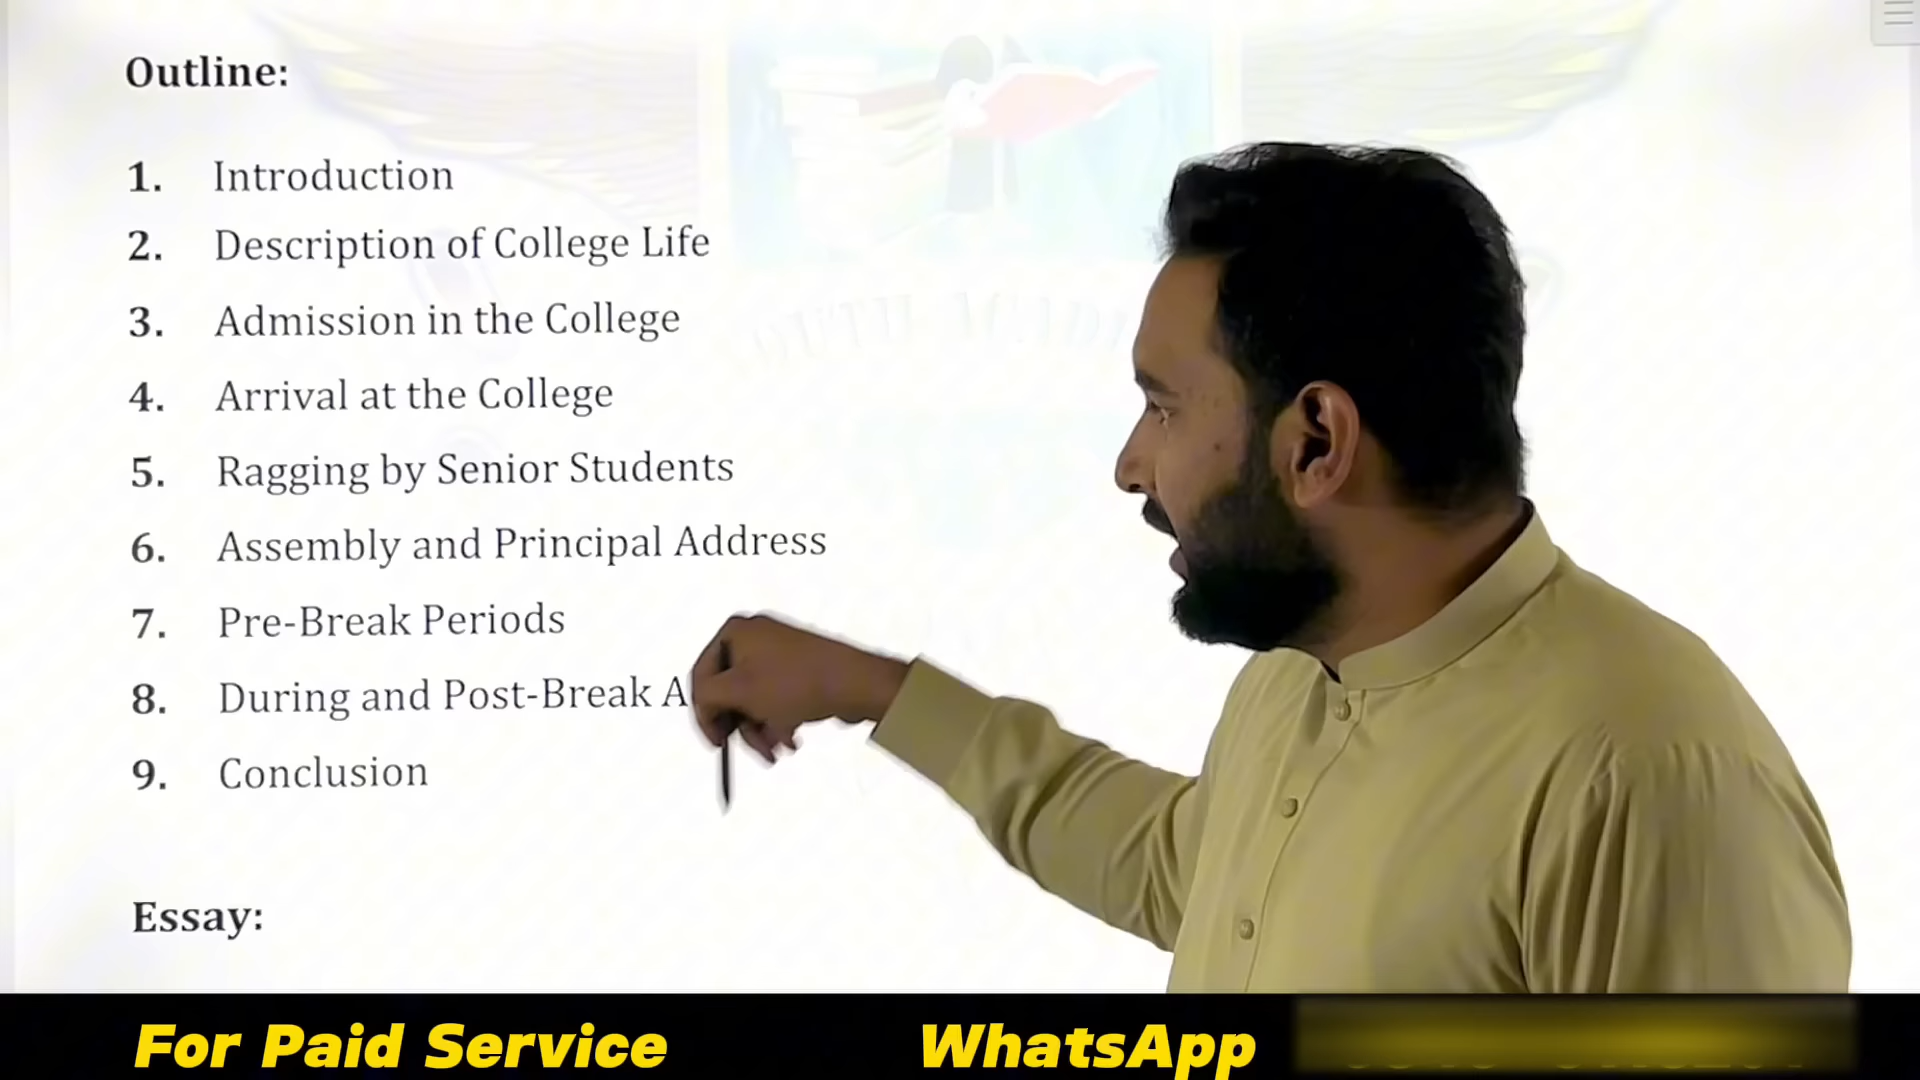 Outline:
1. Introduction
2. Description of College Life
3. Admission in the College
4. Arrival at the College
5. Ragging by Senior Students
6. Assembly and Principal Address
7. Pre-Break Periods
8. During and Post-Break A
9. Conclusion
Essay:
For Paid Service WhatsApp